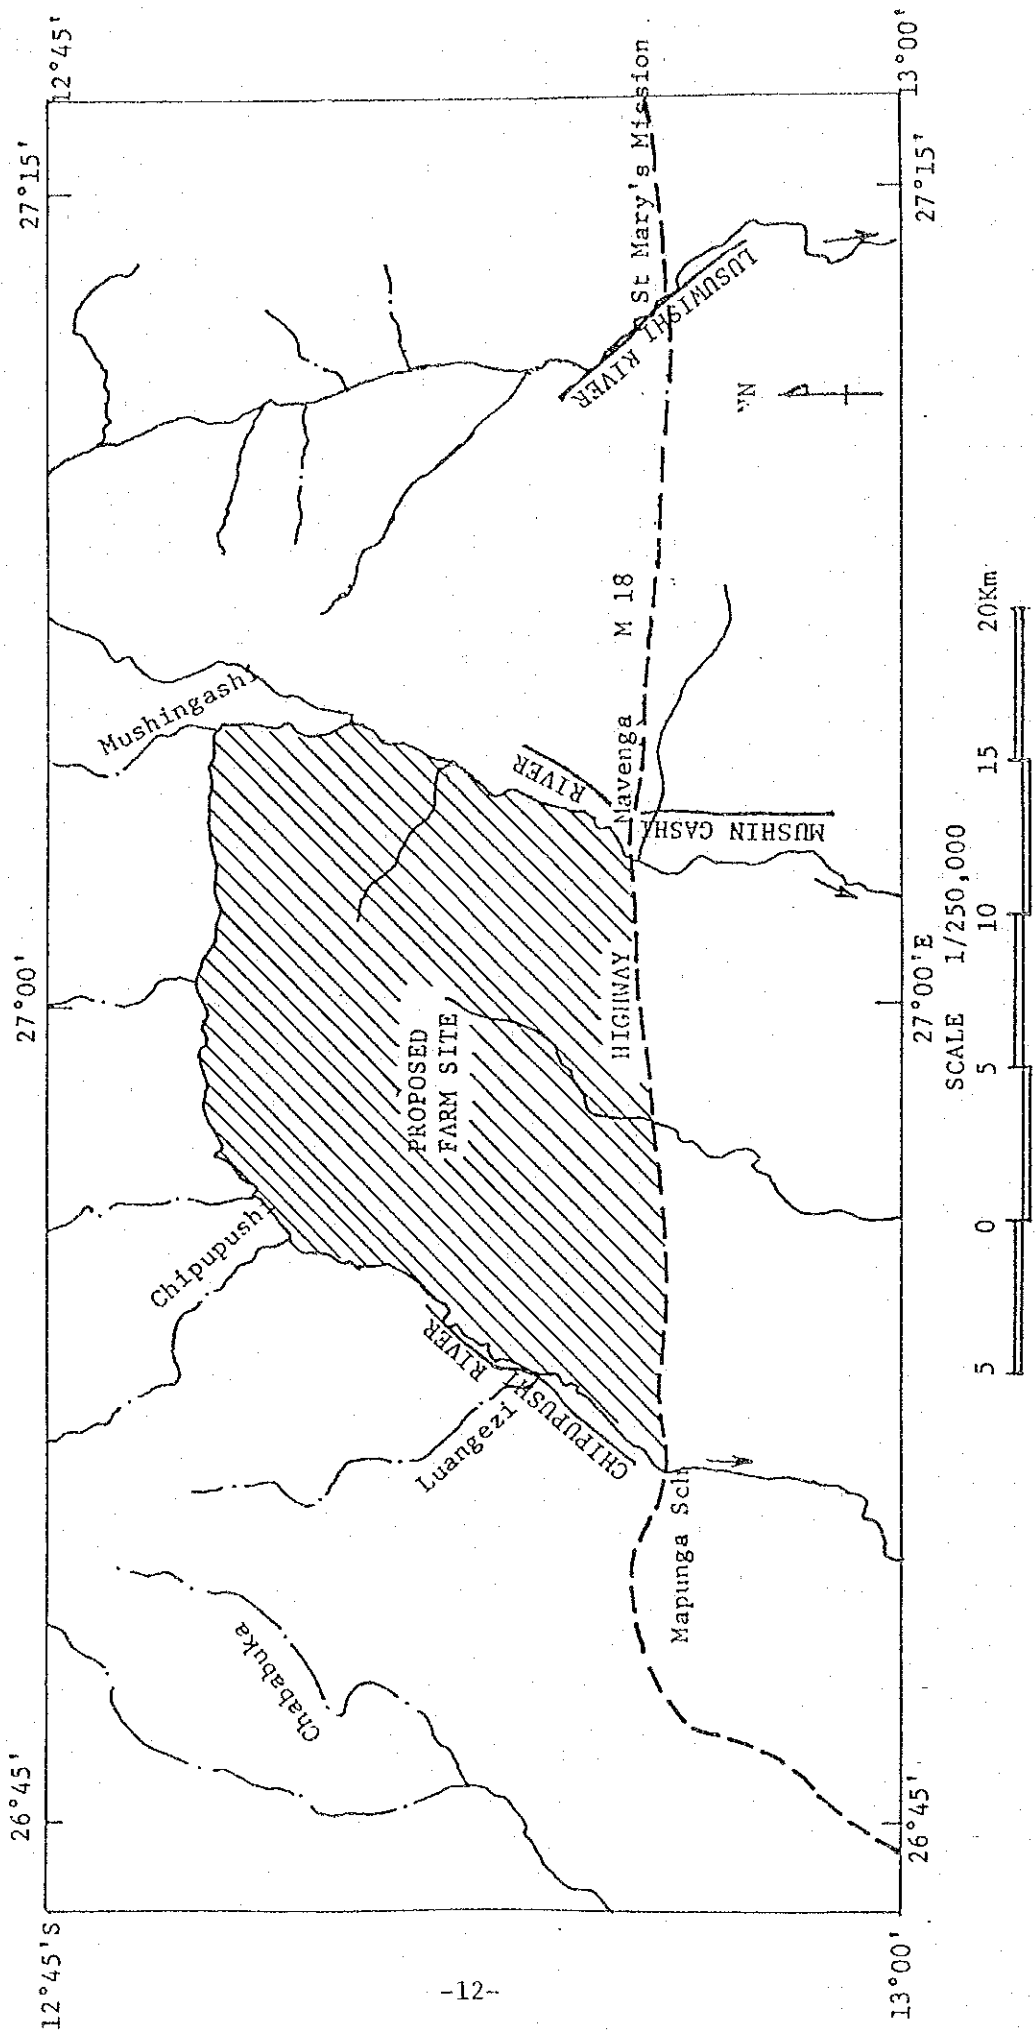 12°45'S
26°45'
27°00'
27°15'
12°45'
Chababuka
Chipupushi
Mushingashi
Luangezi
CHIPUPUSHI RIVER
PROPOSED
FARM SITE
RIVER
MUSHIN GASHI
HIGHWAY
Mavenga
M 18
St Mary's Mission
LUSUWISHI RIVER
Mapunga Sch
13°00'
26°45'
27°00'E
27°15'
13°00'
SCALE 1/250,000
5 0 5 10 15 20Km
-12-